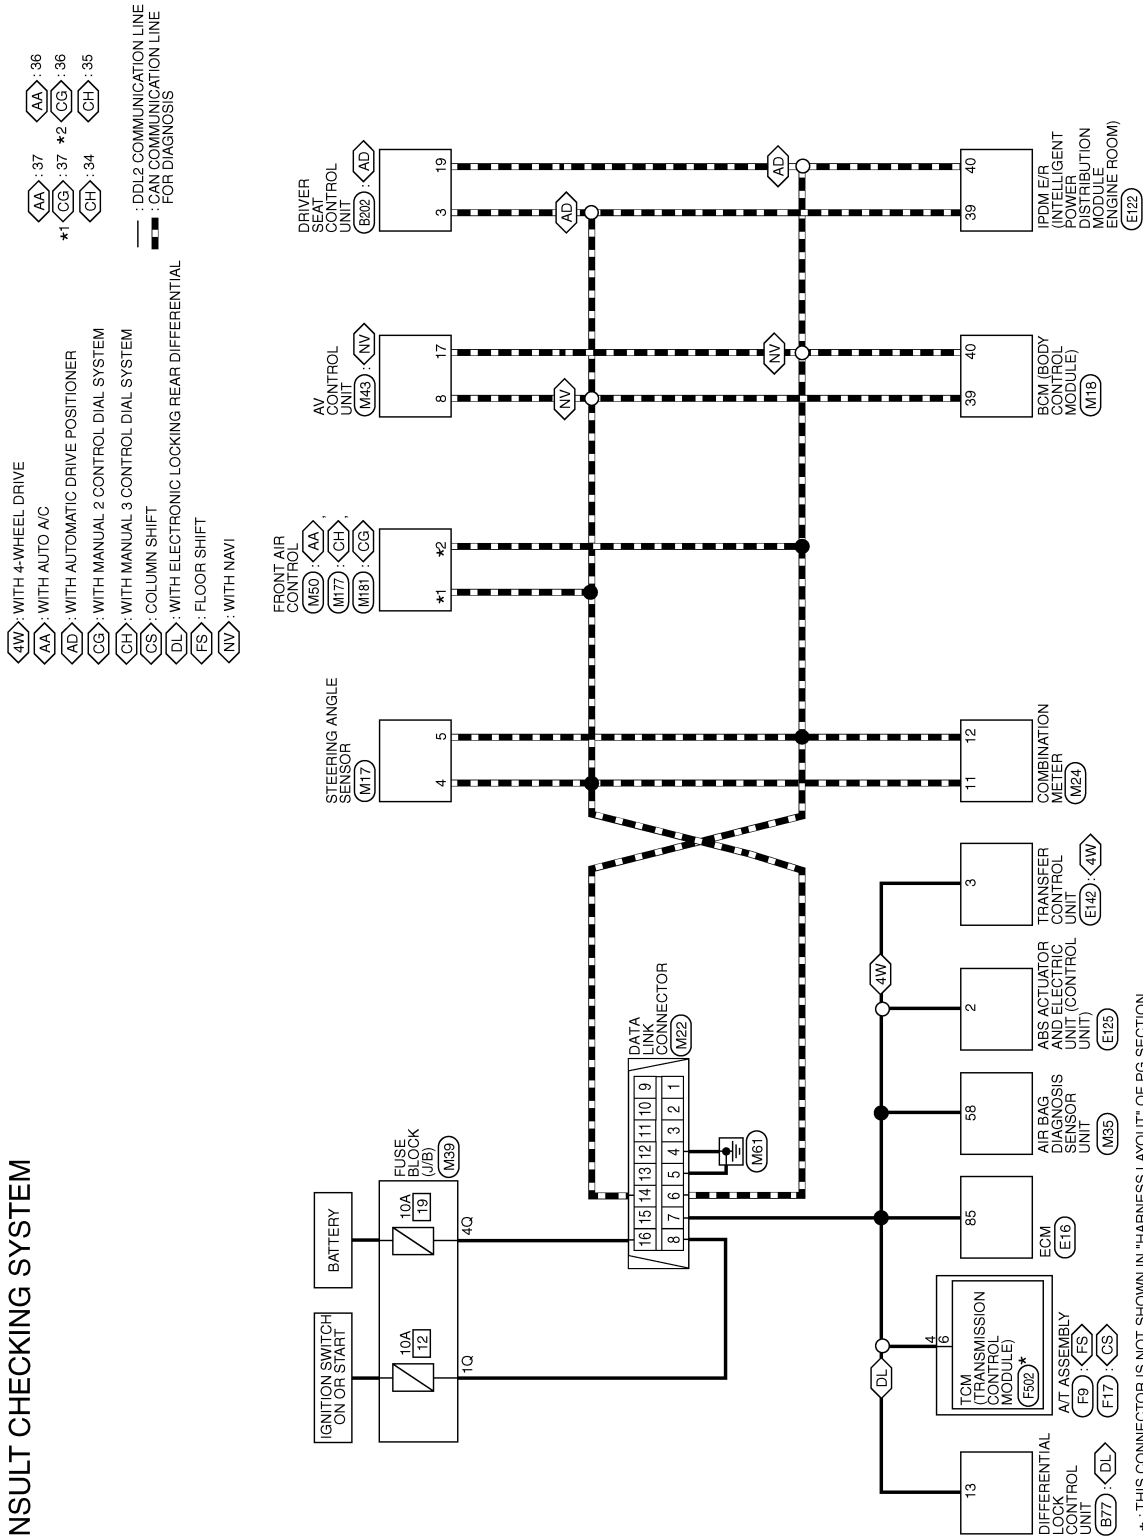 NSULT CHECKING SYSTEM
4W : WITH 4-WHEEL DRIVE
AA : WITH AUTO A/C
AD : WITH AUTOMATIC DRIVE POSITIONER
CG : WITH MANUAL 2 CONTROL DIAL SYSTEM
CH : WITH MANUAL 3 CONTROL DIAL SYSTEM
CS : COLUMN SHIFT
DL : WITH ELECTRONIC LOCKING REAR DIFFERENTIAL
FS : FLOOR SHIFT
NV : WITH NAVI
*1 AA : 37
CG : 37
CH : 34
*2 AA : 36
CG : 36
CH : 35
: DDL2 COMMUNICATION LINE
: CAN COMMUNICATION LINE
FOR DIAGNOSIS
IGNITION SWITCH
ON OR START
BATTERY
10A
12
10A
19
FUSE
BLOCK
(J/B)
M39
1Q
4Q
16 15 14 13 12 11 10 9
8 7 6 5 4 3 2 1
DATA
LINK
CONNECTOR
M22
M61
STEERING ANGLE
SENSOR
M17
4 5
FRONT AIR
CONTROL
M50 : AA ,
M177 : CH ,
M181 : CG
*1 *2
AV
CONTROL
UNIT
M43 : NV
8 17
NV
NV
DRIVER
SEAT
CONTROL
UNIT
B202 : AD
3 19
AD
AD
DL
4W
13
DIFFERENTIAL
LOCK
CONTROL
UNIT
B77 : DL
4
6
TCM
(TRANSMISSION
CONTROL
MODULE)
F502 *
A/T ASSEMBLY
F9 : FS
F17 : CS
85
ECM
E16
58
AIR BAG
DIAGNOSIS
SENSOR
UNIT
M35
2
ABS ACTUATOR
AND ELECTRIC
UNIT (CONTROL
UNIT)
E125
3
TRANSFER
CONTROL
UNIT
E142 : 4W
11 12
COMBINATION
METER
M24
39 40
BCM (BODY
CONTROL
MODULE)
M18
39 40
IPDM E/R
(INTELLIGENT
POWER
DISTRIBUTION
MODULE
ENGINE ROOM)
E122
* : THIS CONNECTOR IS NOT SHOWN IN "HARNESS LAYOUT" OF PG SECTION